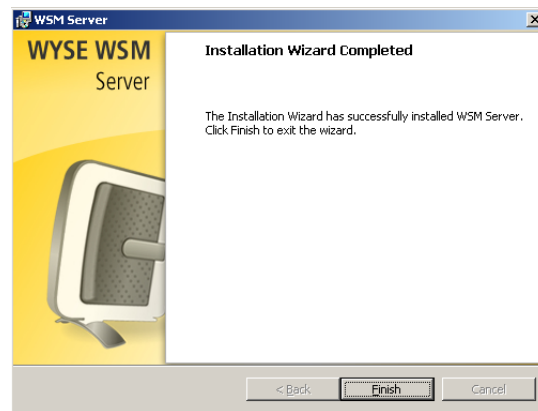 WSM Server
WYSE WSM
Server
Installation Wizard Completed
The Installation Wizard has successfully installed WSM Server.
Click Finish to exit the wizard.
< Back
Finish
Cancel